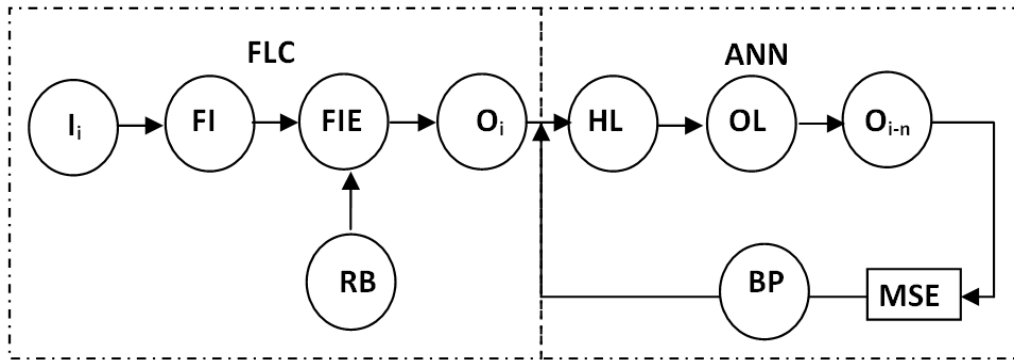 FLC
ANN
Iᵢ
FI
FIE
Oᵢ
HL
OL
Oᵢ₋ₙ
RB
BP
MSE